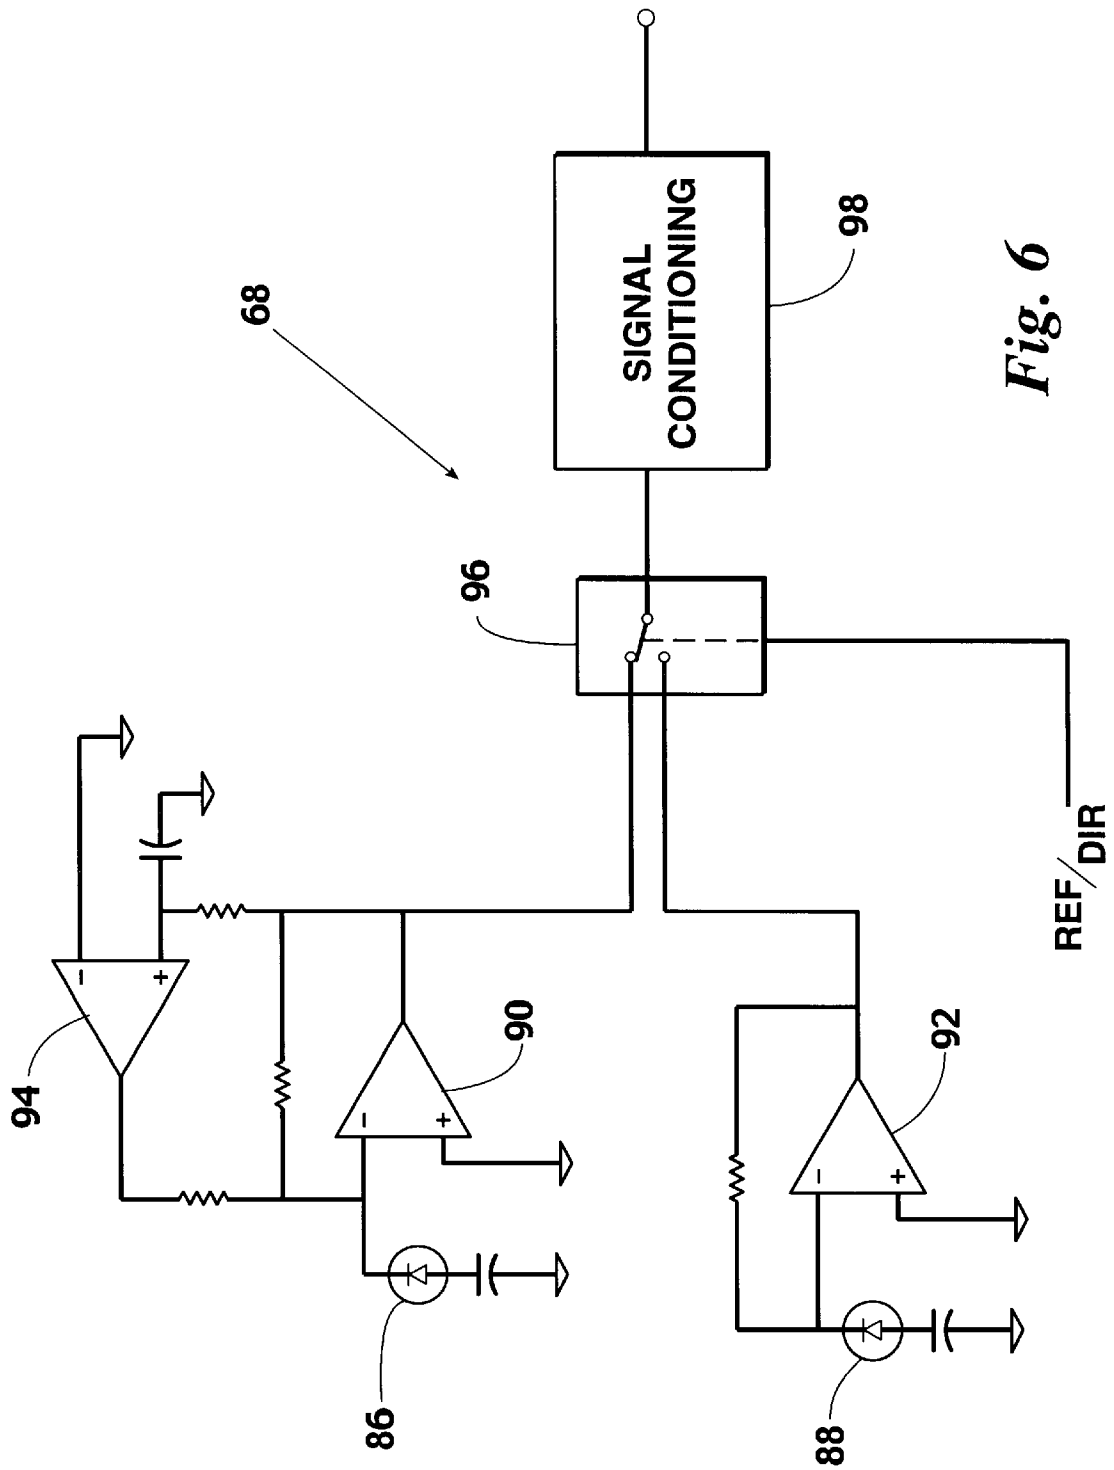 94
86
90
88
92
68
96
SIGNAL
CONDITIONING
98
REF/DIR
- +
- +
- +
Fig. 6